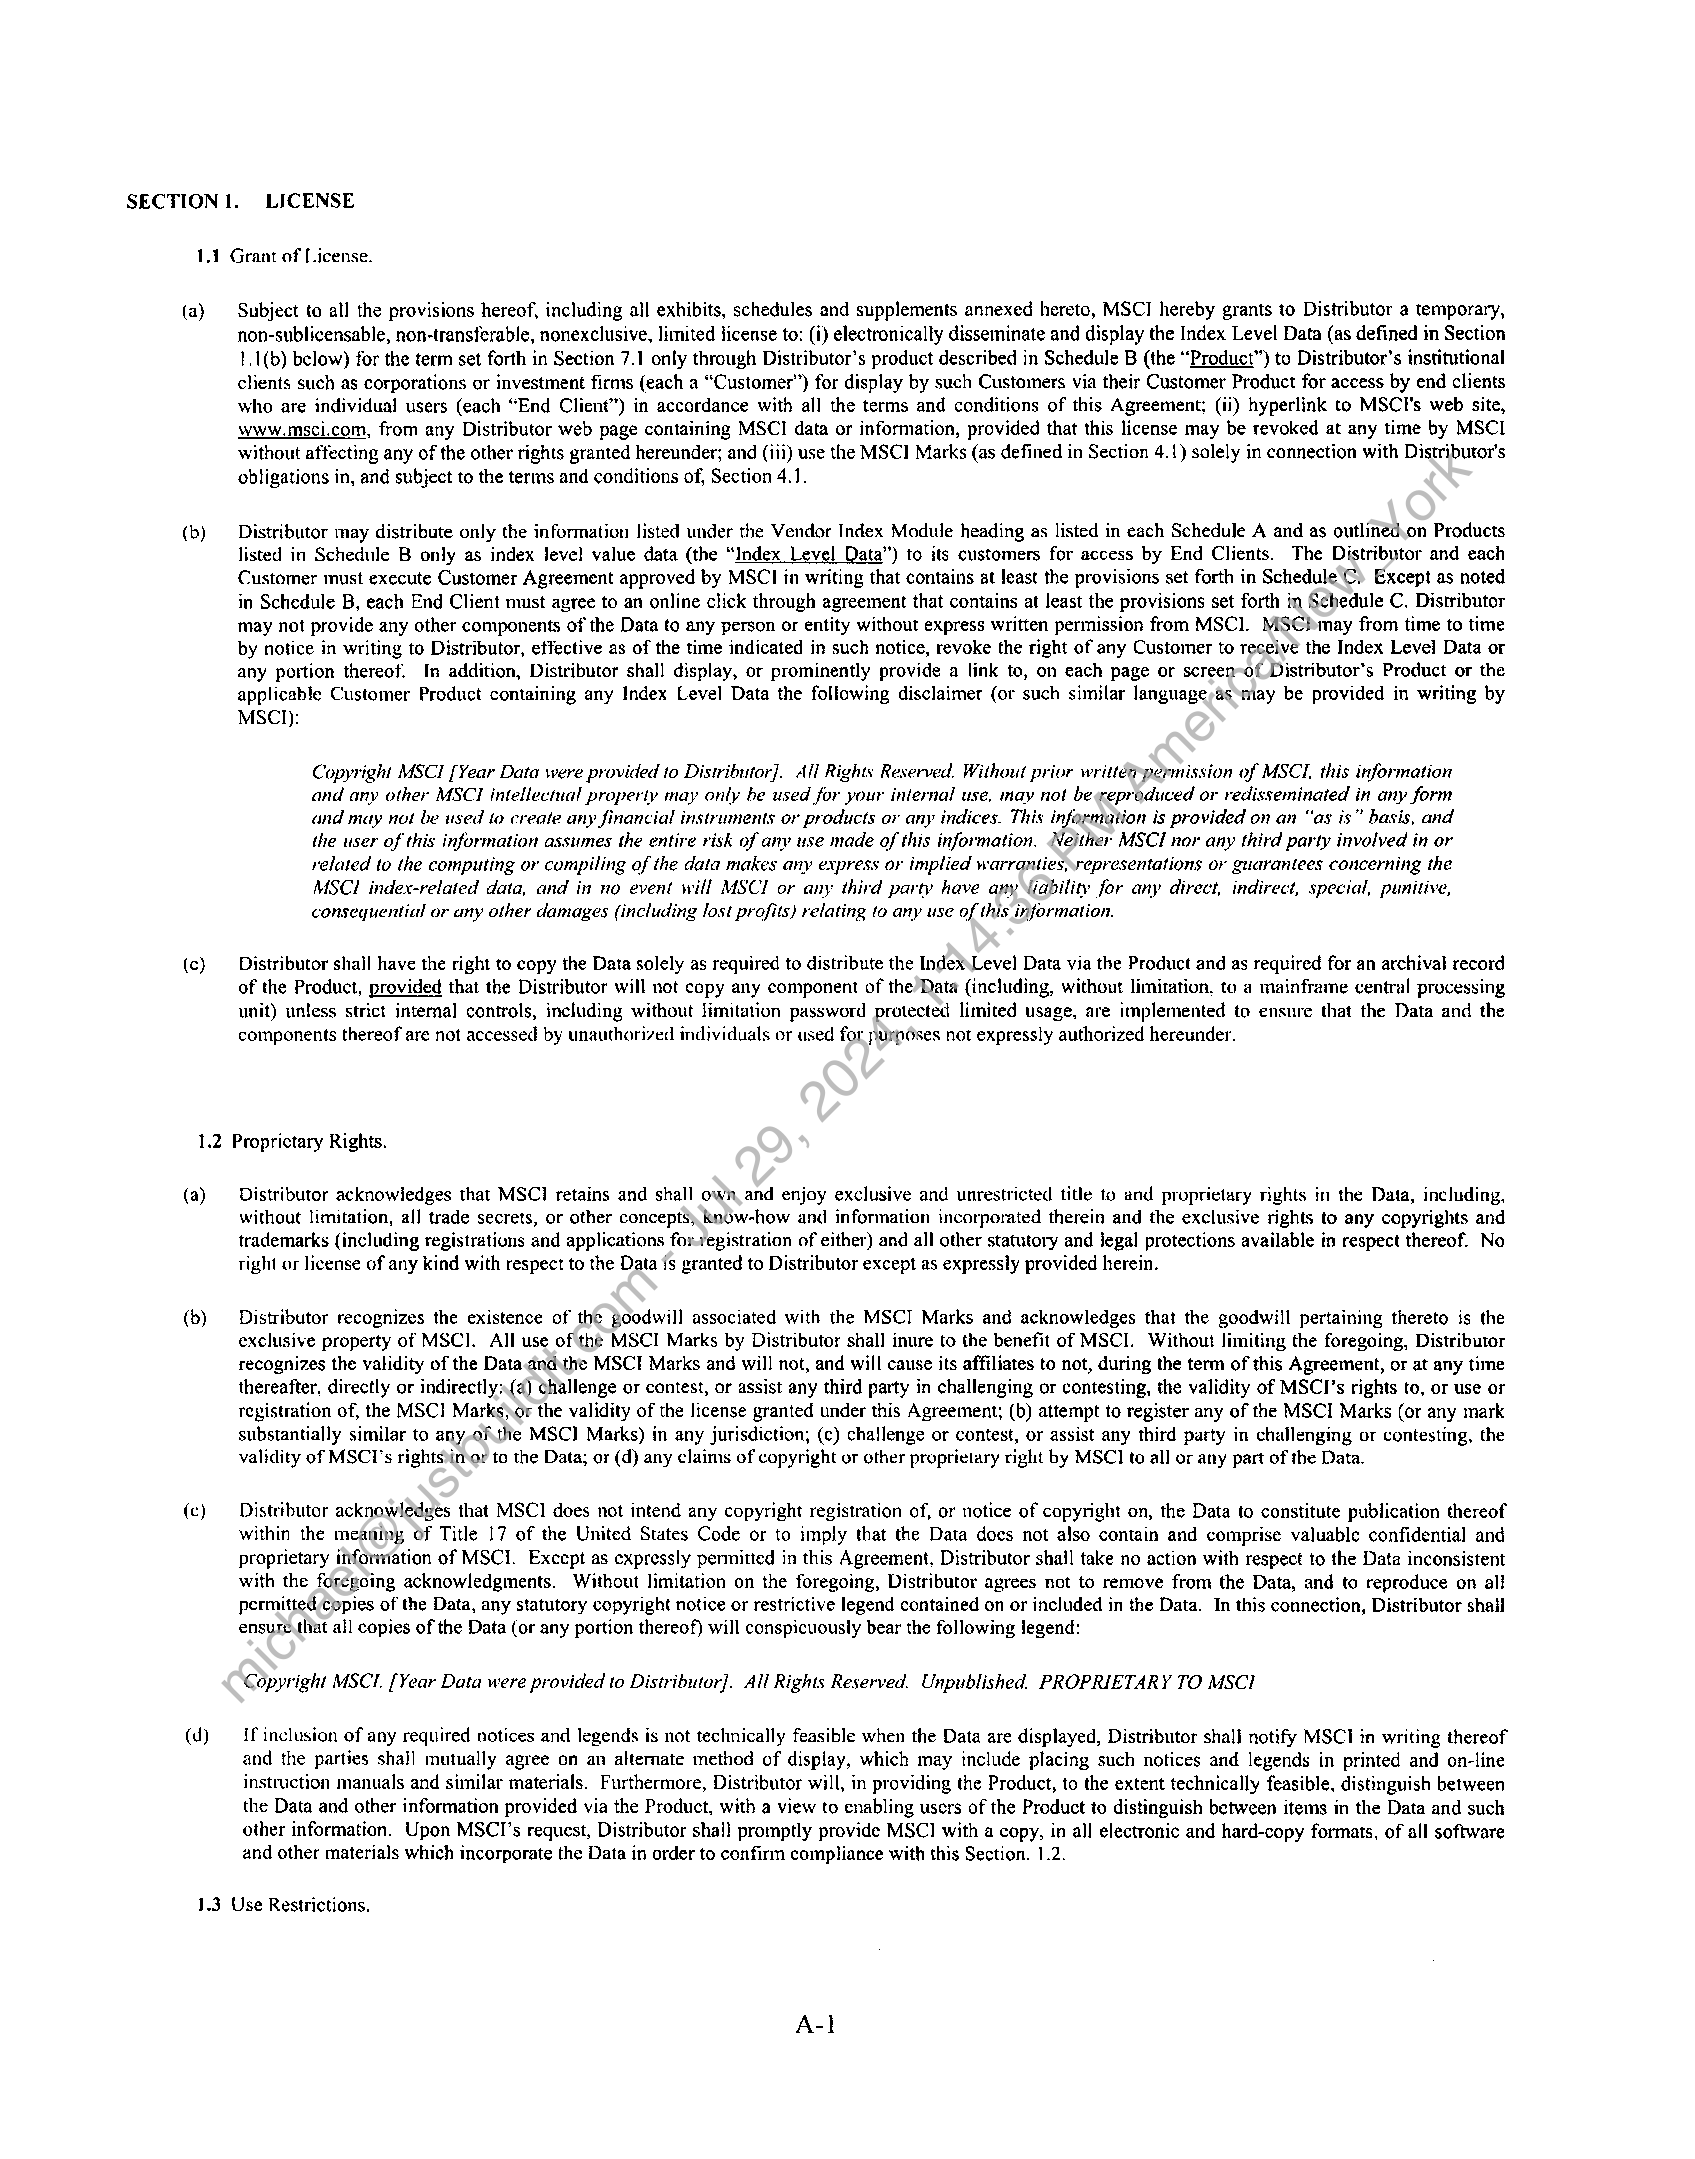 SECTION 1. LICENSE
1.1 Grant of License.
(a) Subject to all the provisions hereof, including all exhibits, schedules and supplements annexed hereto, MSCI hereby grants to Distributor a temporary,
non-sublicensable, non-transferable, nonexclusive, limited license to: (i) electronically disseminate and display the Index Level Data (as defined in Section
1.1(b) below) for the term set forth in Section 7.1 only through Distributor's product described in Schedule B (the "Product") to Distributor's institutional
clients such as corporations or investment firms (each a "Customer") for display by such Customers via their Customer Product for access by end clients
who are individual users (each "End Client") in accordance with all the terms and conditions of this Agreement; (ii) hyperlink to MSCI's web site,
www.msci.com, from any Distributor web page containing MSCI data or information, provided that this license may be revoked at any time by MSCI
without affecting any of the other rights granted hereunder; and (iii) use the MSCI Marks (as defined in Section 4.1) solely in connection with Distributor's
obligations in, and subject to the terms and conditions of, Section 4.1.
(b) Distributor may distribute only the information listed under the Vendor Index Module heading as listed in each Schedule A and as outlined on Products
listed in Schedule B only as index level value data (the "Index Level Data") to its customers for access by End Clients. The Distributor and each
Customer must execute Customer Agreement approved by MSCI in writing that contains at least the provisions set forth in Schedule C. Except as noted
in Schedule B, each End Client must agree to an online click through agreement that contains at least the provisions set forth in Schedule C. Distributor
may not provide any other components of the Data to any person or entity without express written permission from MSCI. MSCI may from time to time
by notice in writing to Distributor, effective as of the time indicated in such notice, revoke the right of any Customer to receive the Index Level Data or
any portion thereof. In addition, Distributor shall display, or prominently provide a link to, on each page or screen of Distributor's Product or the
applicable Customer Product containing any Index Level Data the following disclaimer (or such similar language as may be provided in writing by
MSCI):
Copyright MSCI [Year Data were provided to Distributor]. All Rights Reserved. Without prior written permission of MSCI, this information
and any other MSCI intellectual property may only be used for your internal use, may not be reproduced or redisseminated in any form
and may not be used to create any financial instruments or products or any indices. This information is provided on an "as is" basis, and
the user of this information assumes the entire risk of any use made of this information. Neither MSCI nor any third party involved in or
related to the computing or compiling of the data makes any express or implied warranties, representations or guarantees concerning the
MSCI index-related data, and in no event will MSCI or any third party have any liability for any direct, indirect, special, punitive,
consequential or any other damages (including lost profits) relating to any use of this information.
(c) Distributor shall have the right to copy the Data solely as required to distribute the Index Level Data via the Product and as required for an archival record
of the Product, provided that the Distributor will not copy any component of the Data (including, without limitation, to a mainframe central processing
unit) unless strict internal controls, including without limitation password protected limited usage, are implemented to ensure that the Data and the
components thereof are not accessed by unauthorized individuals or used for purposes not expressly authorized hereunder.
1.2 Proprietary Rights.
(a) Distributor acknowledges that MSCI retains and shall own and enjoy exclusive and unrestricted title to and proprietary rights in the Data, including,
without limitation, all trade secrets, or other concepts, know-how and information incorporated therein and the exclusive rights to any copyrights and
trademarks (including registrations and applications for registration of either) and all other statutory and legal protections available in respect thereof. No
right or license of any kind with respect to the Data is granted to Distributor except as expressly provided herein.
(b) Distributor recognizes the existence of the goodwill associated with the MSCI Marks and acknowledges that the goodwill pertaining thereto is the
exclusive property of MSCI. All use of the MSCI Marks by Distributor shall inure to the benefit of MSCI. Without limiting the foregoing, Distributor
recognizes the validity of the Data and the MSCI Marks and will not, and will cause its affiliates to not, during the term of this Agreement, or at any time
thereafter, directly or indirectly: (a) challenge or contest, or assist any third party in challenging or contesting, the validity of MSCI's rights to, or use or
registration of, the MSCI Marks, or the validity of the license granted under this Agreement; (b) attempt to register any of the MSCI Marks (or any mark
substantially similar to any of the MSCI Marks) in any jurisdiction; (c) challenge or contest, or assist any third party in challenging or contesting, the
validity of MSCI's rights in or to the Data; or (d) any claims of copyright or other proprietary right by MSCI to all or any part of the Data.
(c) Distributor acknowledges that MSCI does not intend any copyright registration of, or notice of copyright on, the Data to constitute publication thereof
within the meaning of Title 17 of the United States Code or to imply that the Data does not also contain and comprise valuable confidential and
proprietary information of MSCI. Except as expressly permitted in this Agreement, Distributor shall take no action with respect to the Data inconsistent
with the foregoing acknowledgments. Without limitation on the foregoing, Distributor agrees not to remove from the Data, and to reproduce on all
permitted copies of the Data, any statutory copyright notice or restrictive legend contained on or included in the Data. In this connection, Distributor shall
ensure that all copies of the Data (or any portion thereof) will conspicuously bear the following legend:
Copyright MSCI. [Year Data were provided to Distributor]. All Rights Reserved. Unpublished. PROPRIETARY TO MSCI
(d) If inclusion of any required notices and legends is not technically feasible when the Data are displayed, Distributor shall notify MSCI in writing thereof
and the parties shall mutually agree on an alternate method of display, which may include placing such notices and legends in printed and on-line
instruction manuals and similar materials. Furthermore, Distributor will, in providing the Product, to the extent technically feasible, distinguish between
the Data and other information provided via the Product, with a view to enabling users of the Product to distinguish between items in the Data and such
other information. Upon MSCI's request, Distributor shall promptly provide MSCI with a copy, in all electronic and hard-copy formats, of all software
and other materials which incorporate the Data in order to confirm compliance with this Section. 1.2.
1.3 Use Restrictions.
A-1
michael@justbuildit.com - Jul 29, 2024, 1:14:36 PM America/New_York